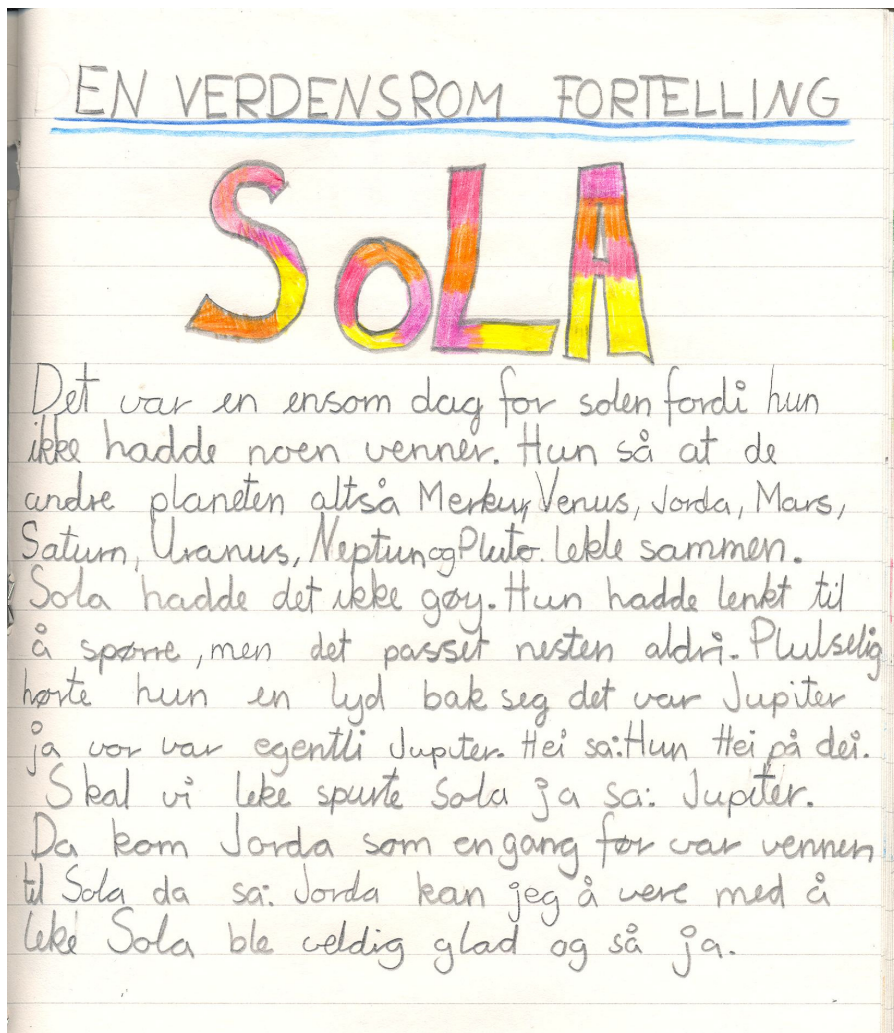 EN VERDENSROM FORTELLING
SOLA
Det var en ensom dag for solen fordi hun
ikke hadde noen venner. Hun så at de
andre planeten altså Merkur, Venus, Jorda, Mars,
Saturn, Uranus, Neptun og Pluto. lekte sammen.
Sola hadde det ikke gøy. Hun hadde tenkt til
å spørre, men det passet nesten aldri. Plutselig
hørte hun en lyd bak seg det var Jupiter
ja vor var egentli Jupiter. Hei sa: Hun Hei på dei.
Skal vi leke spurte Sola ja sa: Jupiter.
Da kom Jorda som en gang før var vennen
til Sola da sa: Jorda kan jeg å vere med å
leke Sola ble veldig glad og så ja.